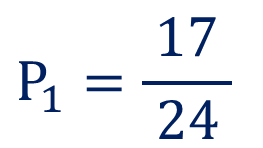 P₁ = 17/24